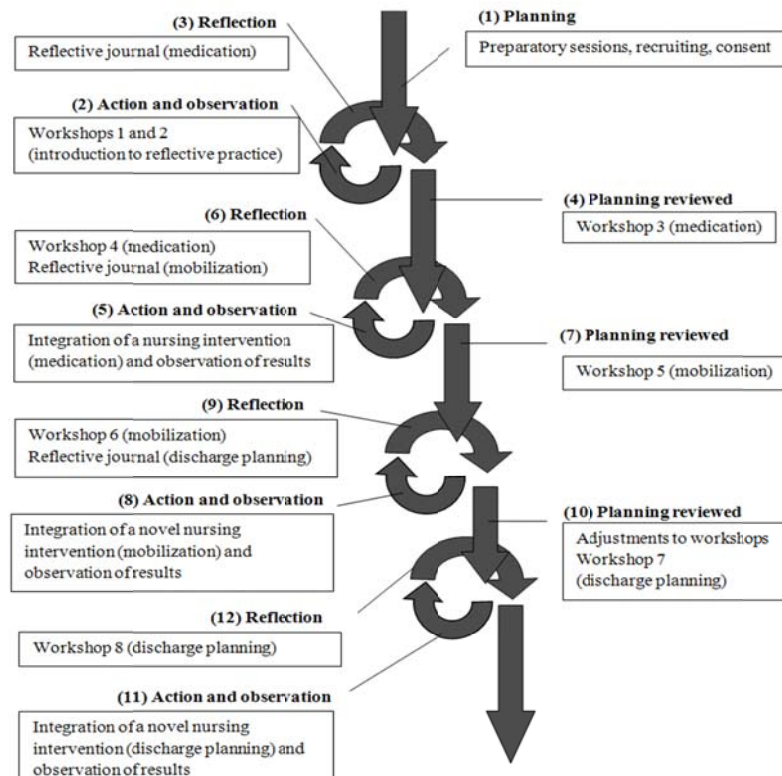 (3) Reflection
Reflective journal (medication)
(1) Planning
Preparatory sessions, recruiting, consent
(2) Action and observation
Workshops 1 and 2
(introduction to reflective practice)
(4) Planning reviewed
Workshop 3 (medication)
(6) Reflection
Workshop 4 (medication)
Reflective journal (mobilization)
(5) Action and observation
Integration of a nursing intervention
(medication) and observation of results
(7) Planning reviewed
Workshop 5 (mobilization)
(9) Reflection
Workshop 6 (mobilization)
Reflective journal (discharge planning)
(8) Action and observation
Integration of a novel nursing
intervention (mobilization) and
observation of results
(10) Planning reviewed
Adjustments to workshops
Workshop 7
(discharge planning)
(12) Reflection
Workshop 8 (discharge planning)
(11) Action and observation
Integration of a novel nursing
intervention (discharge planning) and
observation of results